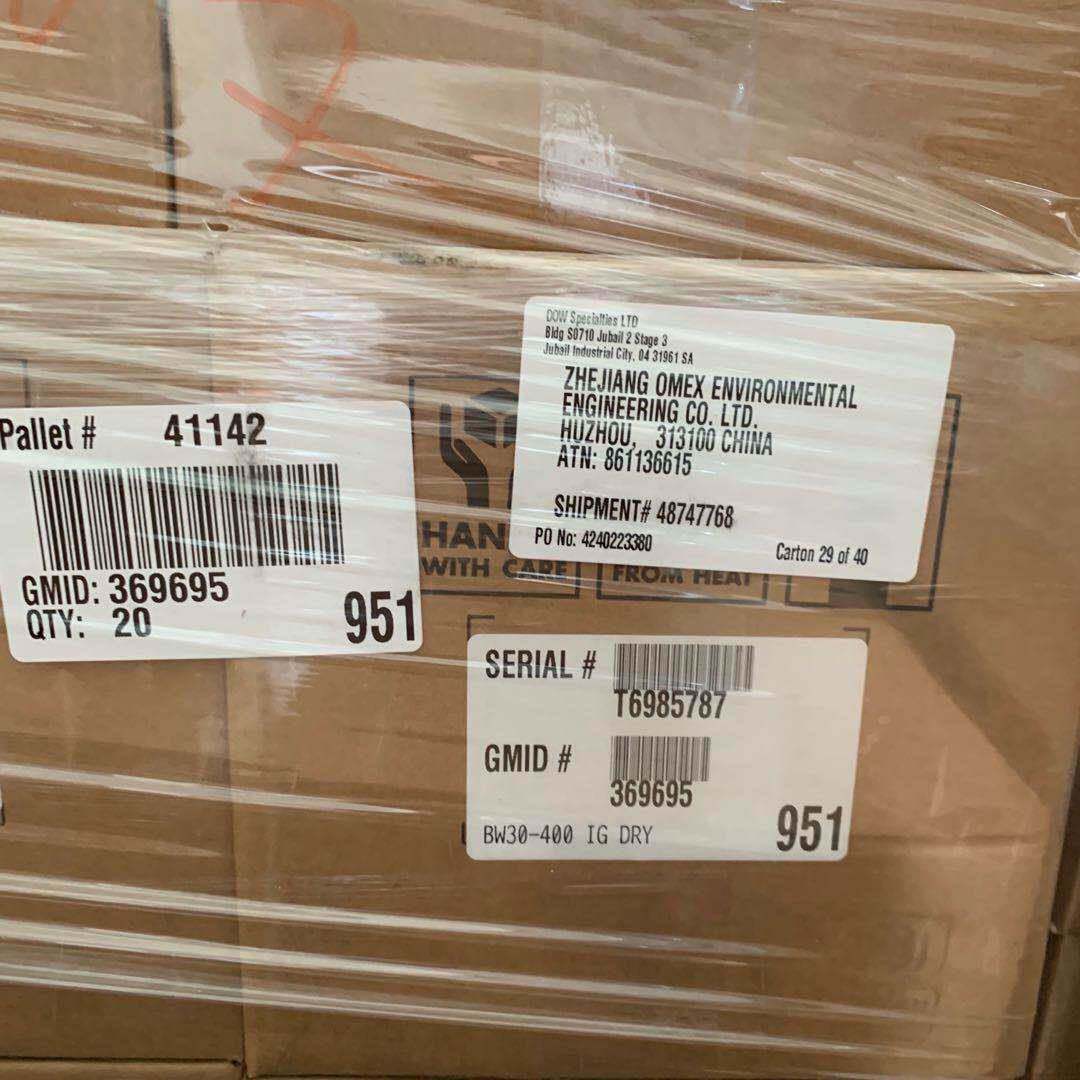 Pallet # 41142
GMID: 369695
QTY: 20
951
DOW Specialties LTD
Bldg S0710 Jubail 2 Stage 3
Jubail Industrial City, 04 31961 SA
ZHEJIANG OMEX ENVIRONMENTAL
ENGINEERING CO. LTD.
HUZHOU, 313100 CHINA
ATN: 861136615
SHIPMENT# 48747768
PO No: 4240223380
Carton 29 of 40
HAN
WITH CARE
FROM HEAT
SERIAL #
T6985787
GMID #
369695
BW30-400 IG DRY
951